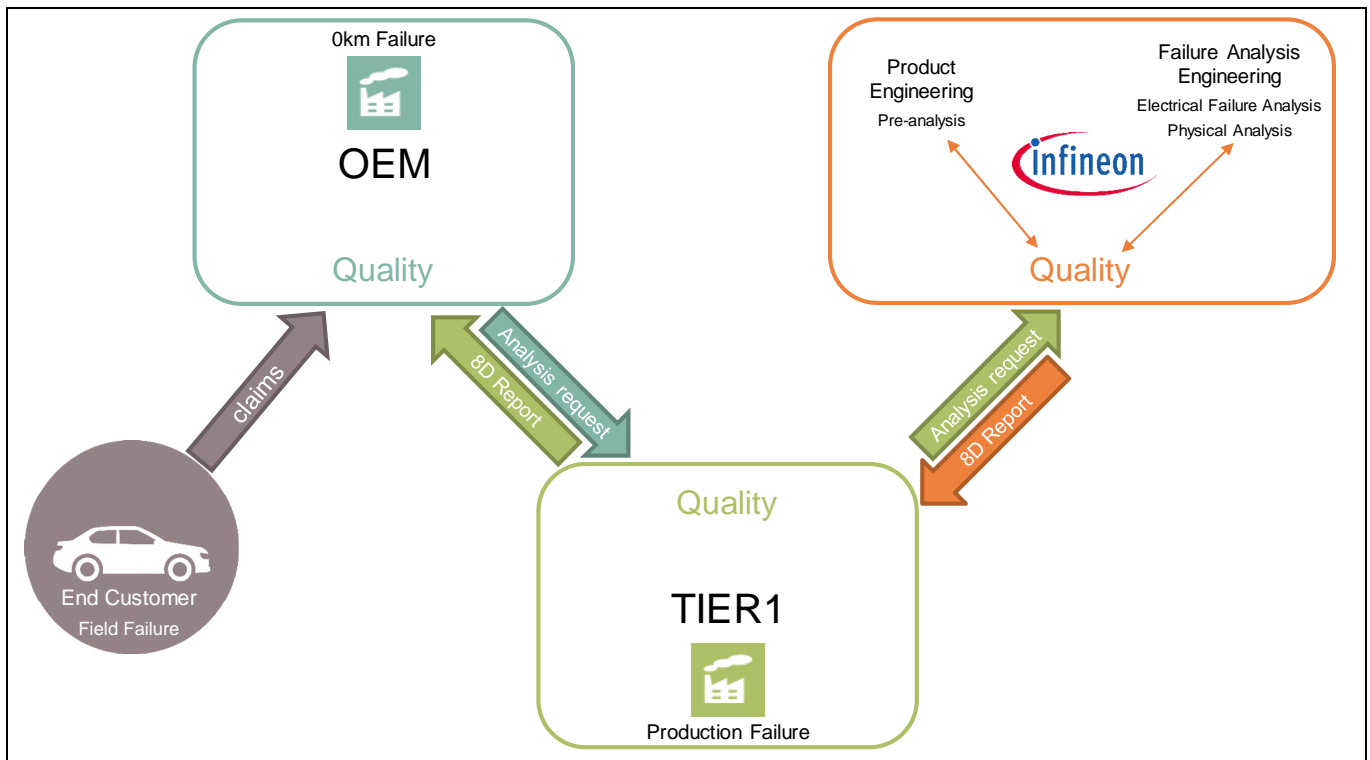 0km Failure
OEM
Quality
Product
Engineering
Pre-analysis
Failure Analysis
Engineering
Electrical Failure Analysis
Physical Analysis
infineon
Quality
claims
8D Report
Analysis request
Analysis request
8D Report
End Customer
Field Failure
Quality
TIER1
Production Failure